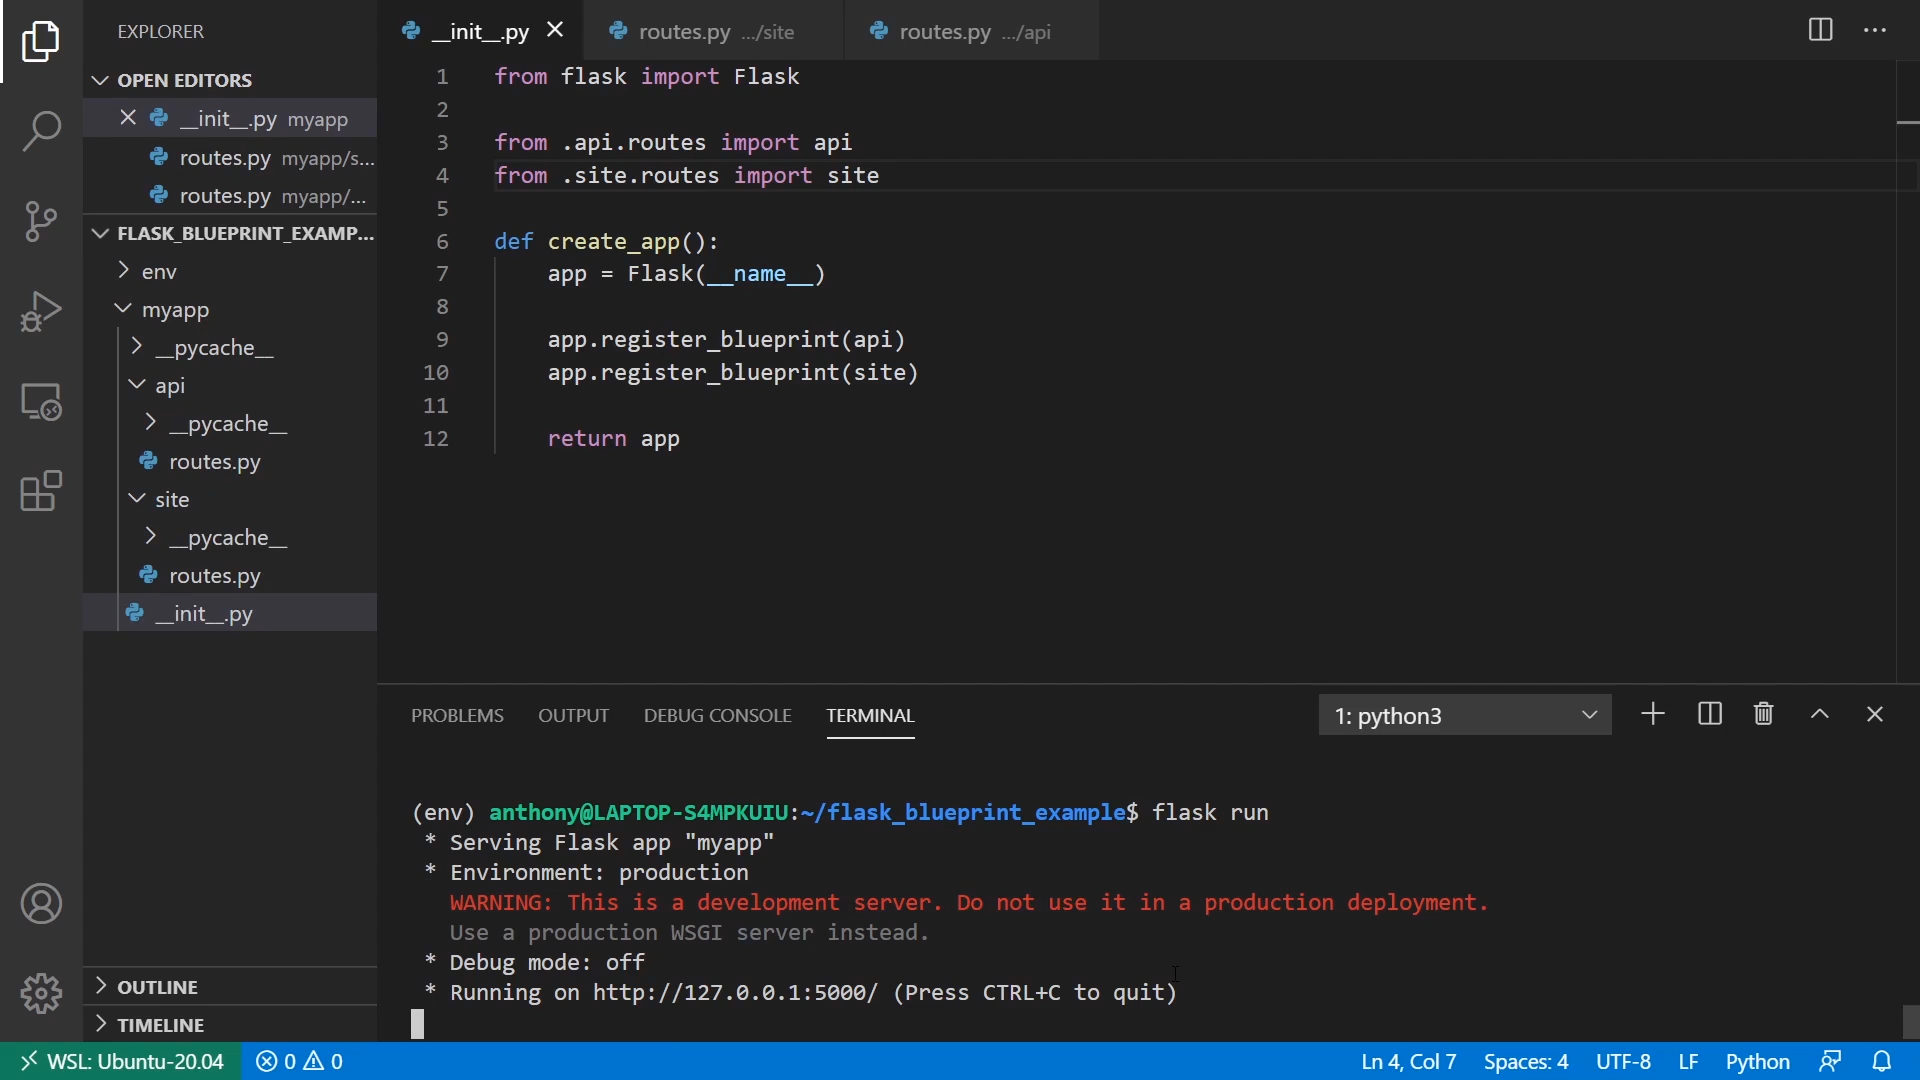 EXPLORER
OPEN EDITORS
__init__.py myapp
routes.py myapp/s...
routes.py myapp/...
FLASK_BLUEPRINT_EXAMP...
env
myapp
__pycache__
api
__pycache__
routes.py
site
__pycache__
routes.py
__init__.py
OUTLINE
TIMELINE
__init__.py
routes.py .../site
routes.py .../api
1 from flask import Flask
2
3 from .api.routes import api
4 from .site.routes import site
5
6 def create_app():
7 app = Flask(__name__)
8
9 app.register_blueprint(api)
10 app.register_blueprint(site)
11
12 return app
PROBLEMS OUTPUT DEBUG CONSOLE TERMINAL
1: python3
(env) anthony@LAPTOP-S4MPKUIU:~/flask_blueprint_example$ flask run
* Serving Flask app "myapp"
* Environment: production
WARNING: This is a development server. Do not use it in a production deployment.
Use a production WSGI server instead.
* Debug mode: off
* Running on http://127.0.0.1:5000/ (Press CTRL+C to quit)
WSL: Ubuntu-20.04 0 0 Ln 4, Col 7 Spaces: 4 UTF-8 LF Python